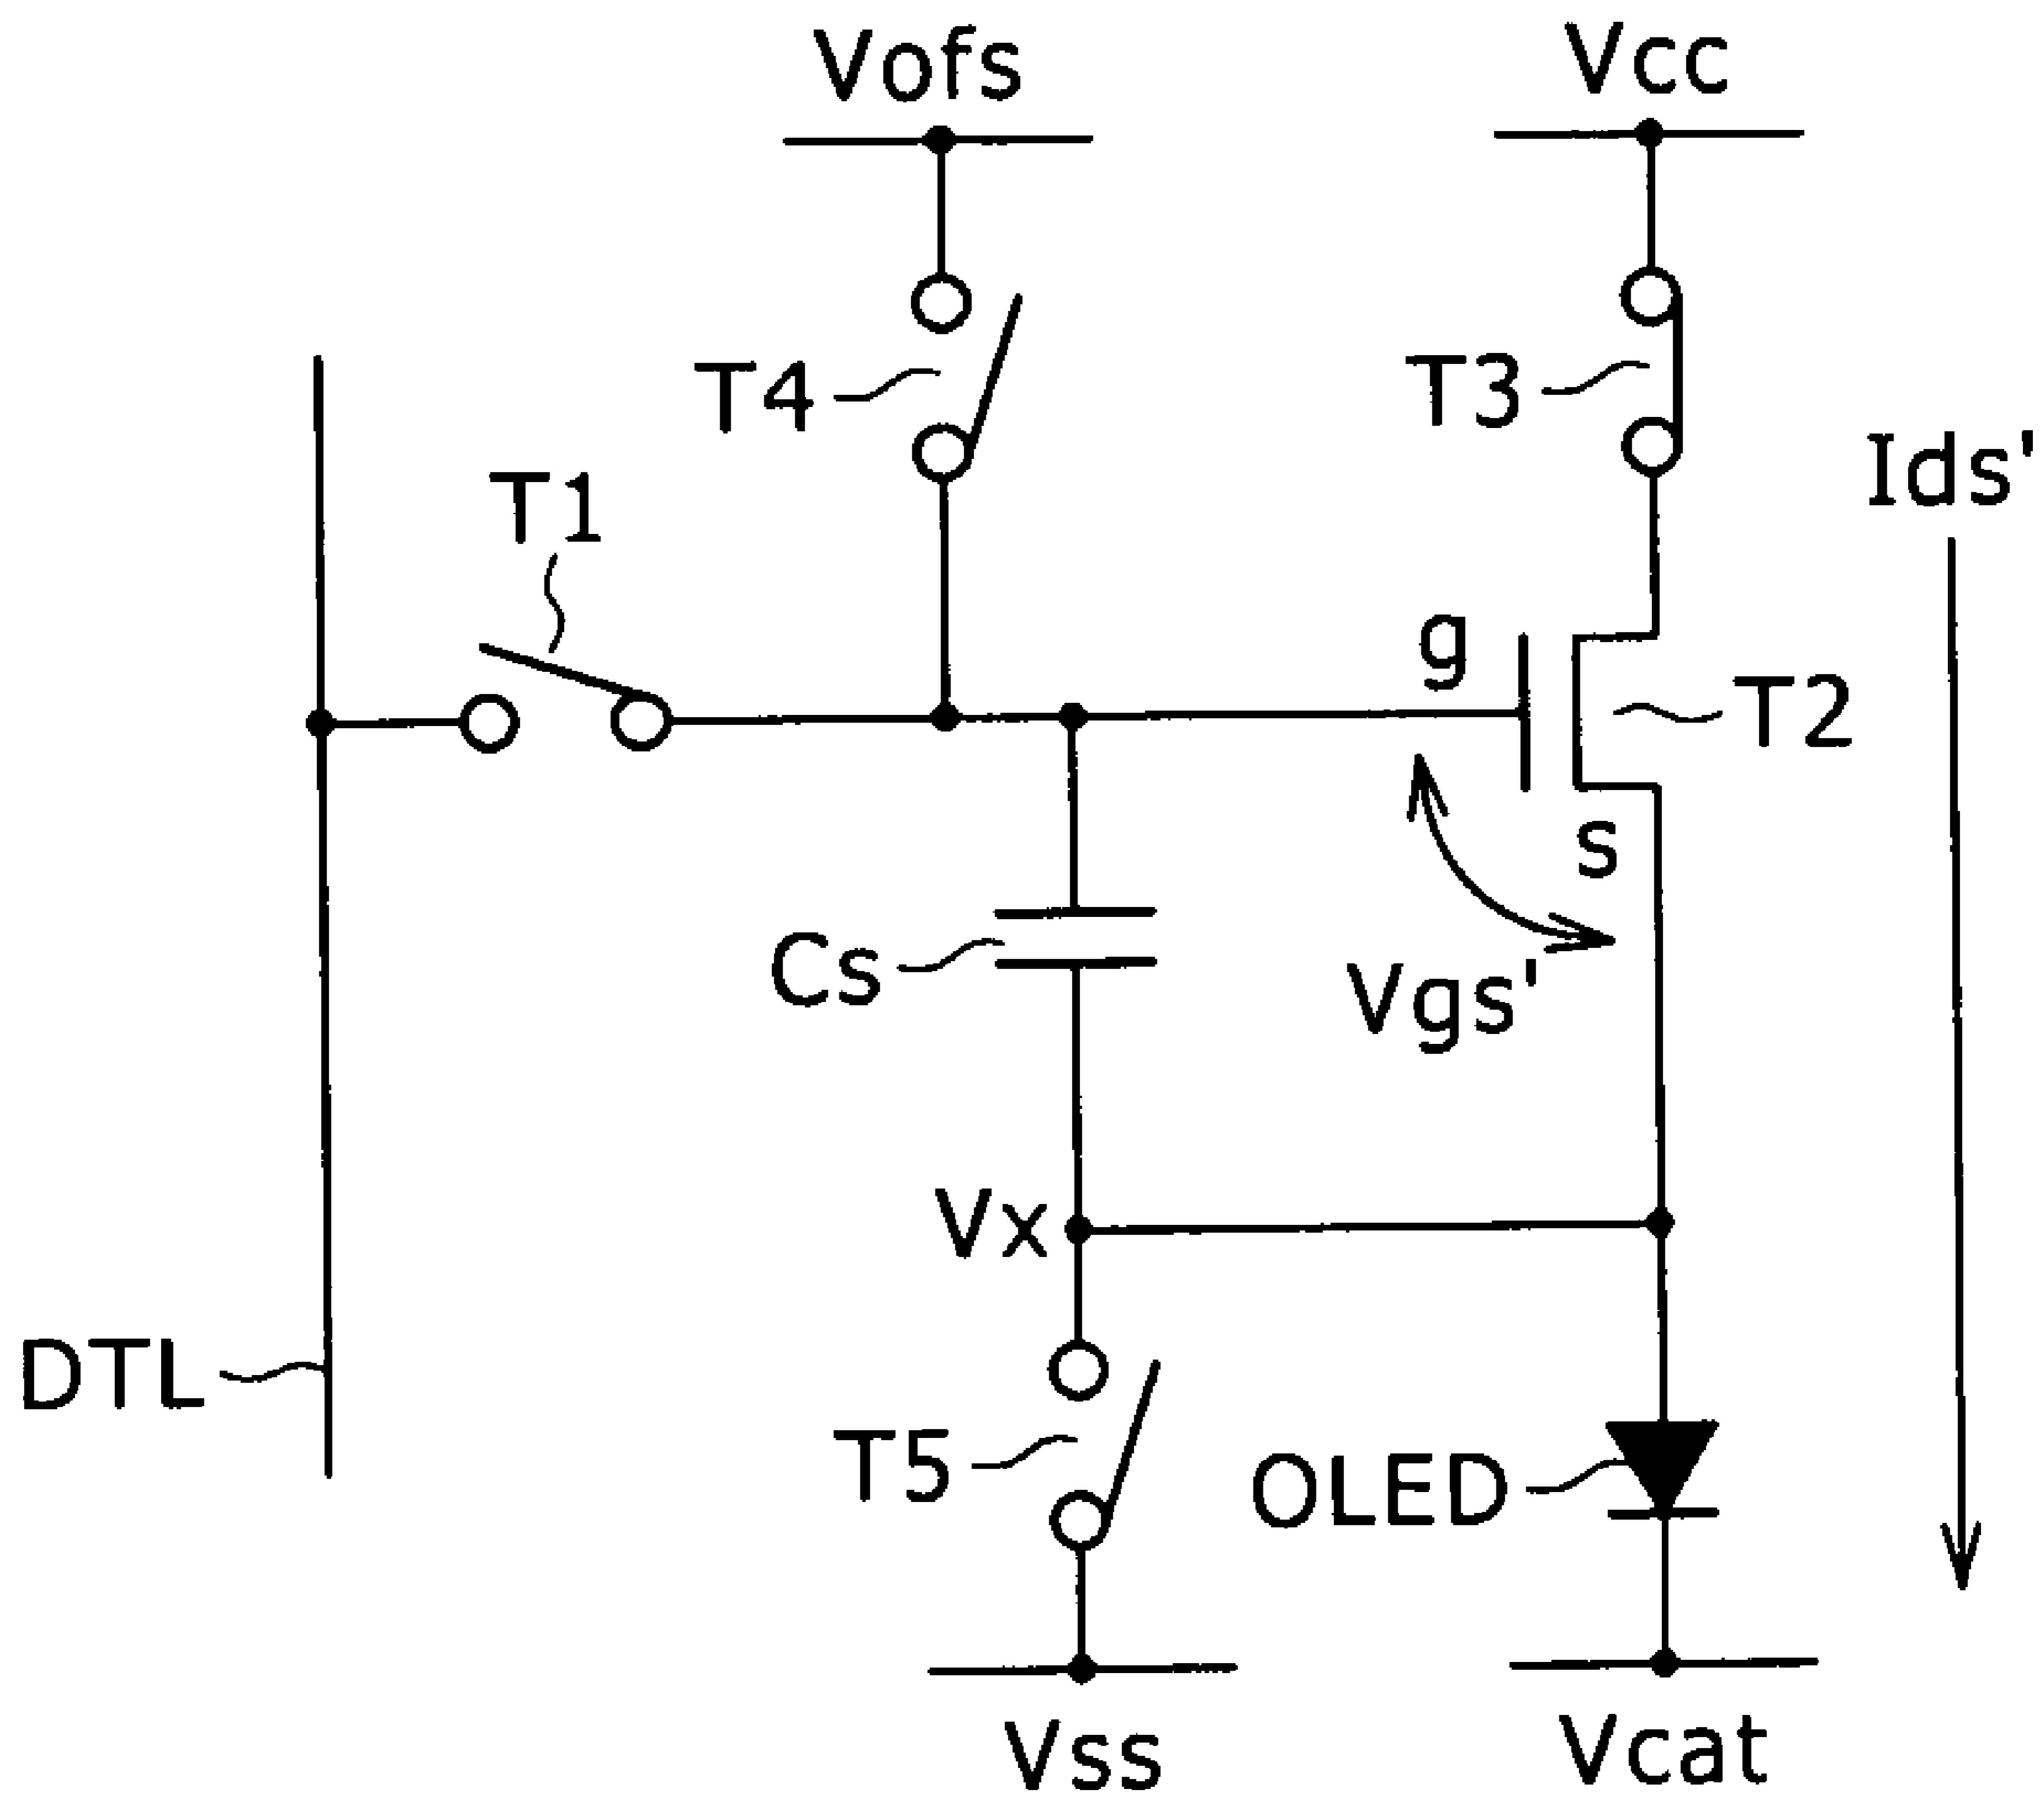 Vofs
Vcc
T4
T3
Ids'
T1
g
T2
s
Cs
Vgs'
Vx
DTL
T5
OLED
Vss
Vcat